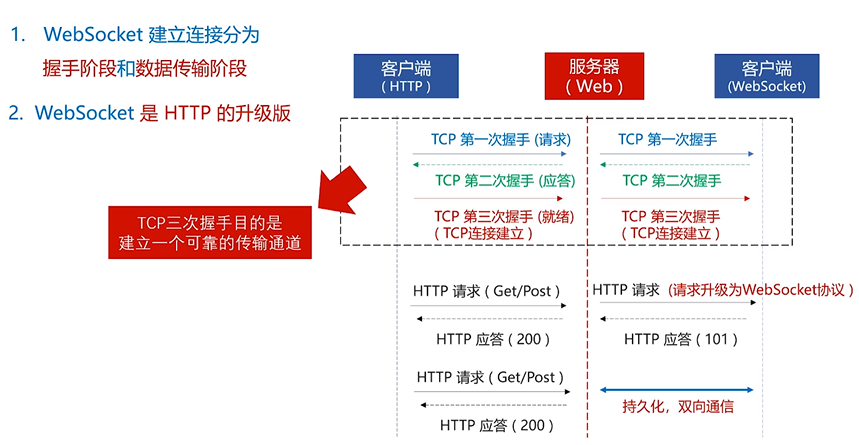 1. WebSocket 建立连接分为
握手阶段和数据传输阶段
2. WebSocket 是 HTTP 的升级版
客户端
( HTTP )
服务器
( Web )
客户端
(WebSocket)
TCP 第一次握手 (请求)
TCP 第一次握手
TCP 第二次握手 (应答)
TCP 第二次握手
TCP 第三次握手 (就绪)
( TCP连接建立 )
TCP 第三次握手
( TCP连接建立 )
TCP三次握手目的是
建立一个可靠的传输通道
HTTP 请求 ( Get/Post )
HTTP 请求 (请求升级为WebSocket协议 )
HTTP 应答 ( 200 )
HTTP 应答 ( 101 )
HTTP 请求 ( Get/Post )
持久化，双向通信
HTTP 应答 ( 200 )